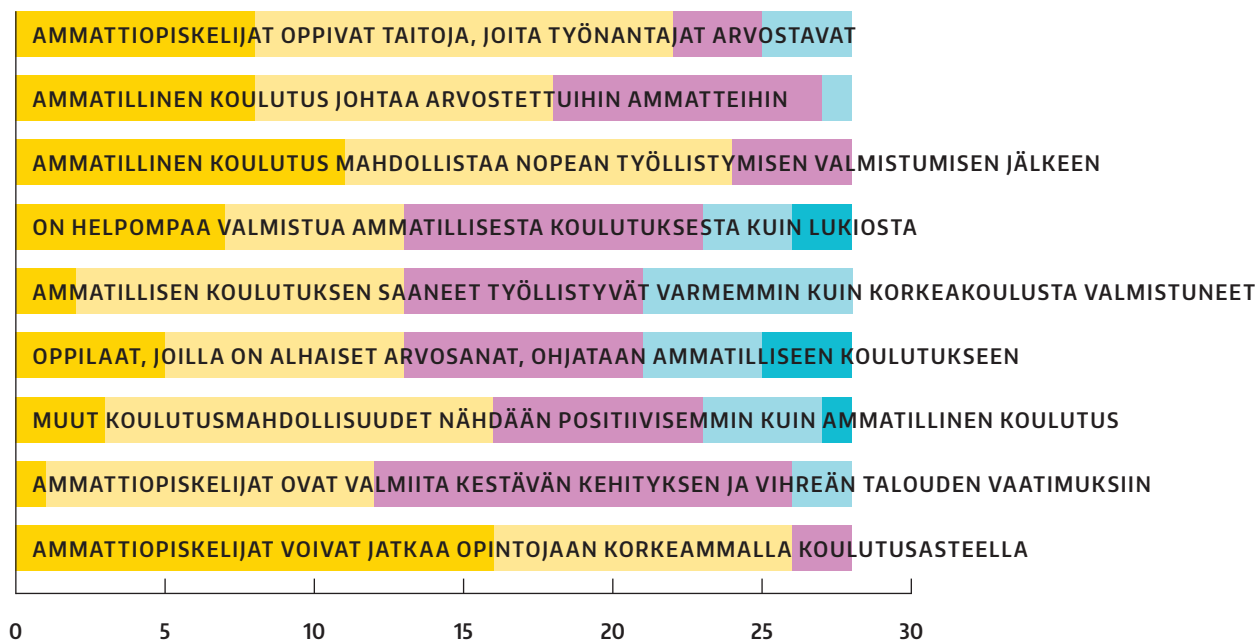 AMMATTIOPISKELIJAT OPPIVAT TAITOJA, JOITA TYÖNANTAJAT ARVOSTAVAT
AMMATILLINEN KOULUTUS JOHTAA ARVOSTETTUIHIN AMMATTEIHIN
AMMATILLINEN KOULUTUS MAHDOLLISTAA NOPEAN TYÖLLISTYMISEN VALMISTUMISEN JÄLKEEN
ON HELPOMPAA VALMISTUA AMMATILLISESTA KOULUTUKSESTA KUIN LUKIOSTA
AMMATILLISEN KOULUTUKSEN SAANEET TYÖLLISTYVÄT VARMEMMIN KUIN KORKEAKOULUSTA VALMISTUNEET
OPPILAAT, JOILLA ON ALHAISET ARVOSANAT, OHJATAAN AMMATILLISEEN KOULUTUKSEEN
MUUT KOULUTUSMAHDOLLISUUDET NÄHDÄÄN POSITIIVISEMMIN KUIN AMMATILLINEN KOULUTUS
AMMATTIOPISKELIJAT OVAT VALMIITA KESTÄVÄN KEHITYKSEN JA VIHREÄN TALOUDEN VAATIMUKSIIN
AMMATTIOPISKELIJAT VOIVAT JATKAA OPINTOJAAN KORKEAMMALLA KOULUTUSASTEELLA
0 5 10 15 20 25 30